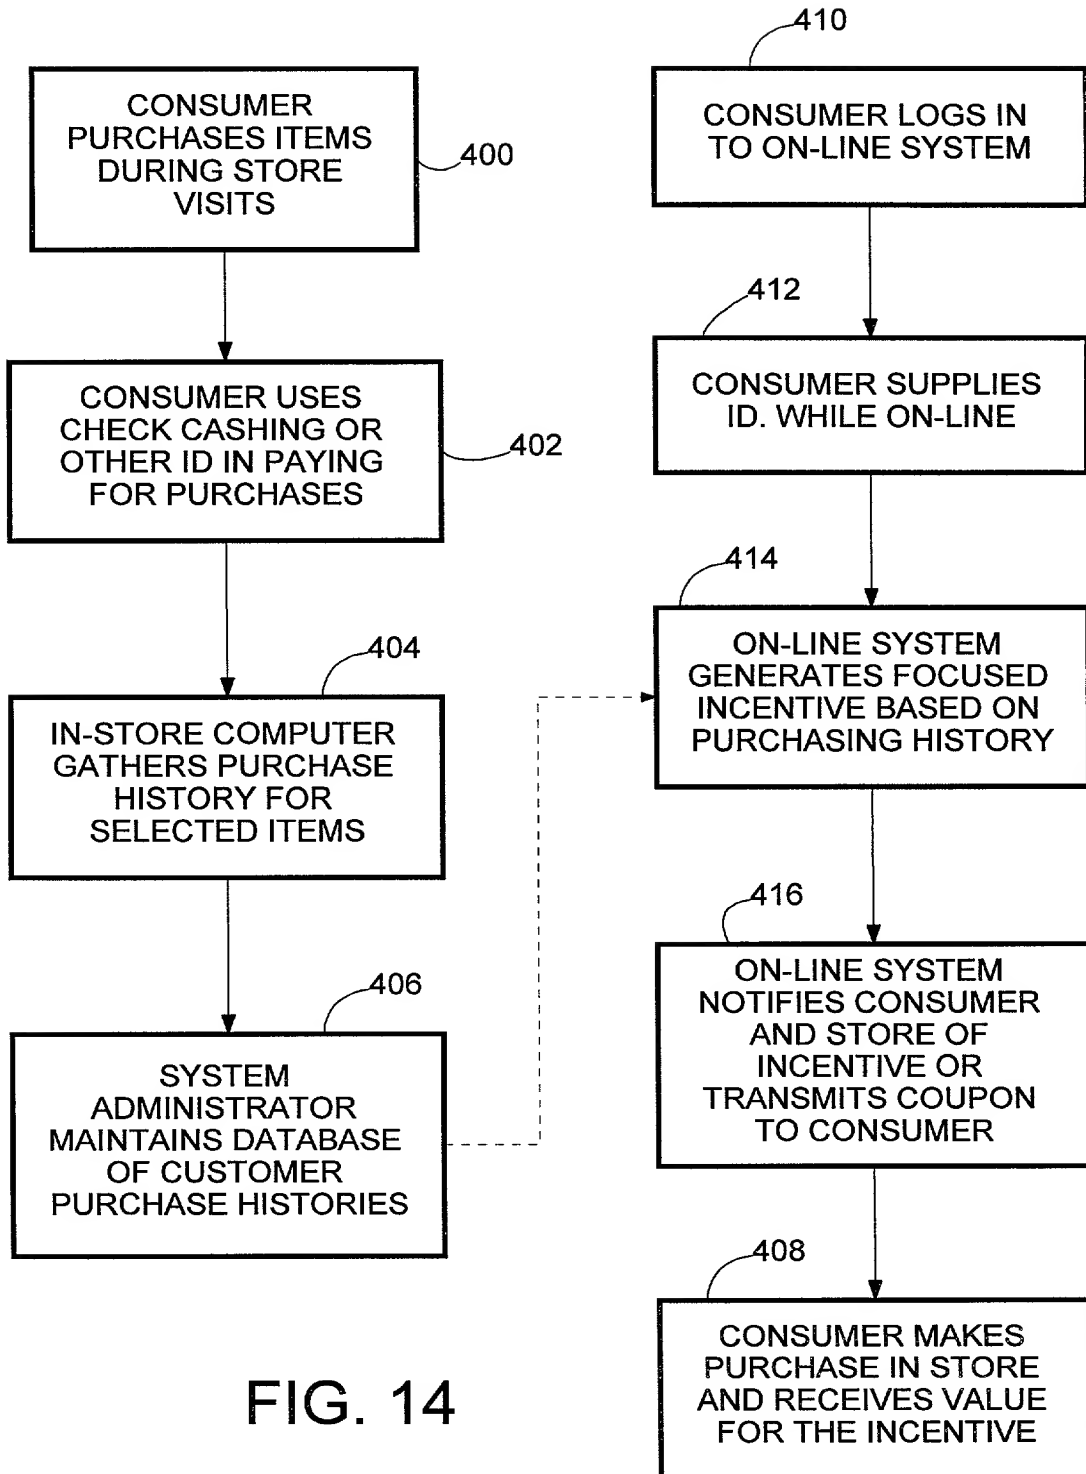 CONSUMER
PURCHASES ITEMS
DURING STORE
VISITS
400
CONSUMER USES
CHECK CASHING OR
OTHER ID IN PAYING
FOR PURCHASES
402
404
IN-STORE COMPUTER
GATHERS PURCHASE
HISTORY FOR
SELECTED ITEMS
406
SYSTEM
ADMINISTRATOR
MAINTAINS DATABASE
OF CUSTOMER
PURCHASE HISTORIES
410
CONSUMER LOGS IN
TO ON-LINE SYSTEM
412
CONSUMER SUPPLIES
ID. WHILE ON-LINE
414
ON-LINE SYSTEM
GENERATES FOCUSED
INCENTIVE BASED ON
PURCHASING HISTORY
416
ON-LINE SYSTEM
NOTIFIES CONSUMER
AND STORE OF
INCENTIVE OR
TRANSMITS COUPON
TO CONSUMER
408
CONSUMER MAKES
PURCHASE IN STORE
AND RECEIVES VALUE
FOR THE INCENTIVE
FIG. 14